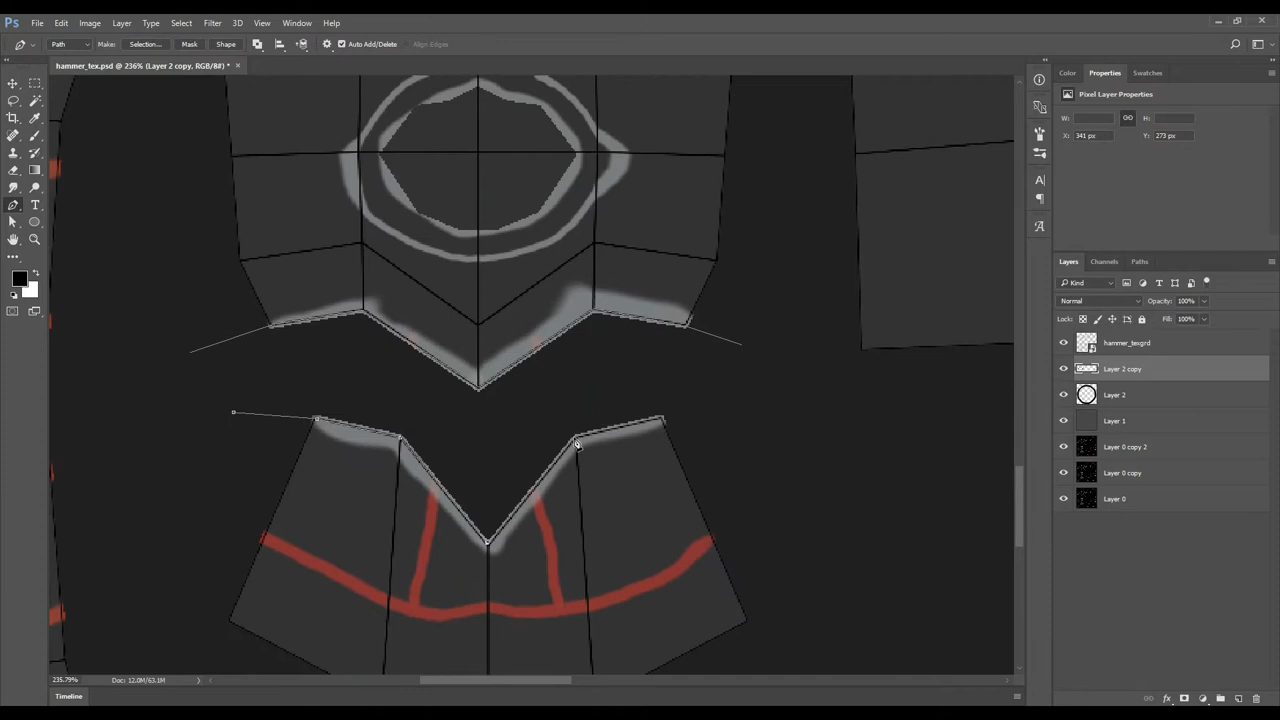 Ps File Edit Image Layer Type Select Filter 3D View Window Help
Path Make: Selection... Mask Shape Auto Add/Delete Align Edges
hammer_tex.psd @ 236% (Layer 2 copy, RGB/8#) * ×
Color Properties Swatches
Pixel Layer Properties
W: H:
X: 341 px Y: 273 px
Layers Channels Paths
Kind
Normal Opacity: 100%
Lock: Fill: 100%
hammer_texgrd
Layer 2 copy
Layer 2
Layer 1
Layer 0 copy 2
Layer 0 copy
Layer 0
235.79% Doc: 12.0M/63.1M
Timeline